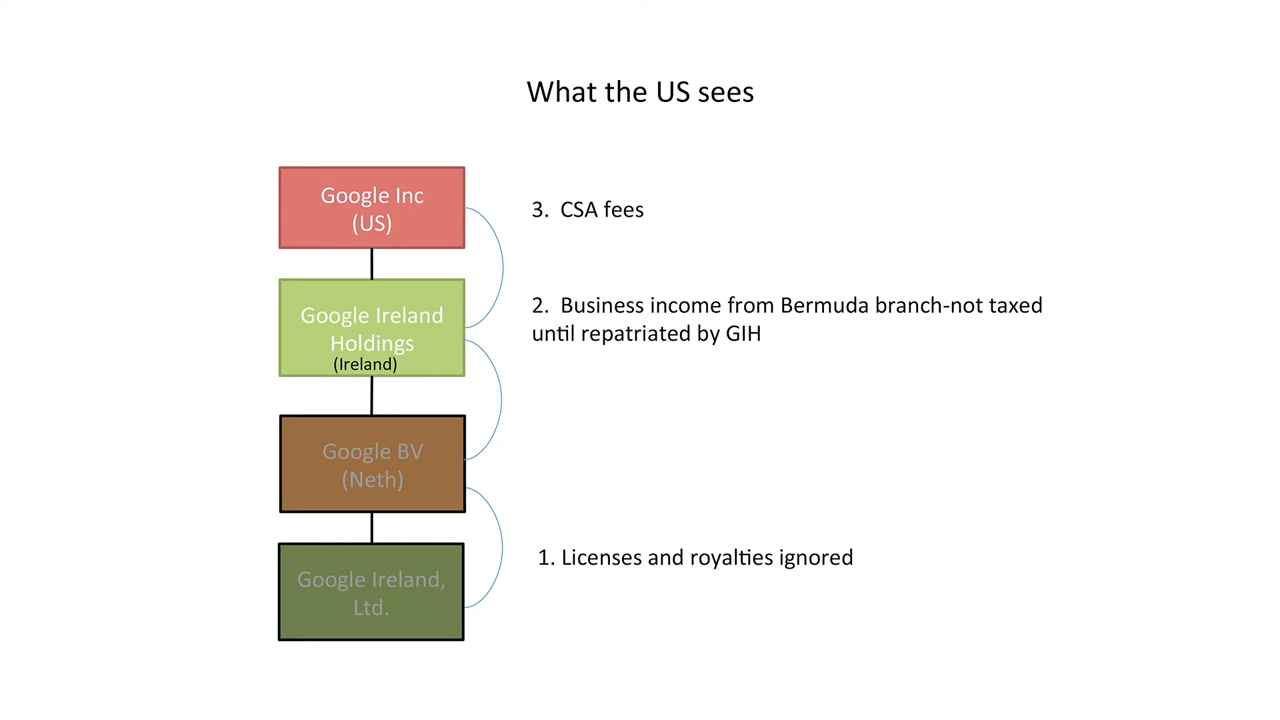 What the US sees
Google Inc
(US)
3.  CSA fees
Google Ireland
Holdings
(Ireland)
2.  Business income from Bermuda branch-not taxed
until repatriated by GIH
Google BV
(Neth)
1. Licenses and royalties ignored
Google Ireland,
Ltd.